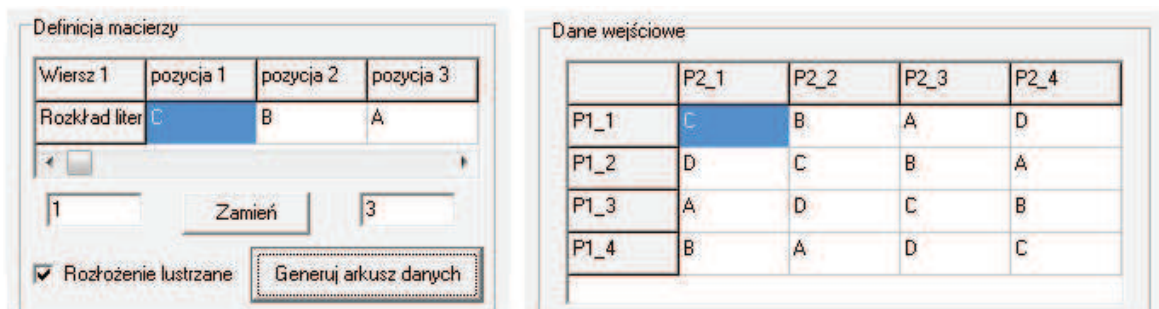 Definicja macierzy
Wiersz 1 pozycja 1 pozycja 2 pozycja 3
Rozkład liter C B A
1 Zamień 3
Rozłożenie lustrzane Generuj arkusz danych
Dane wejściowe
P2_1 P2_2 P2_3 P2_4
P1_1 C B A D
P1_2 D C B A
P1_3 A D C B
P1_4 B A D C